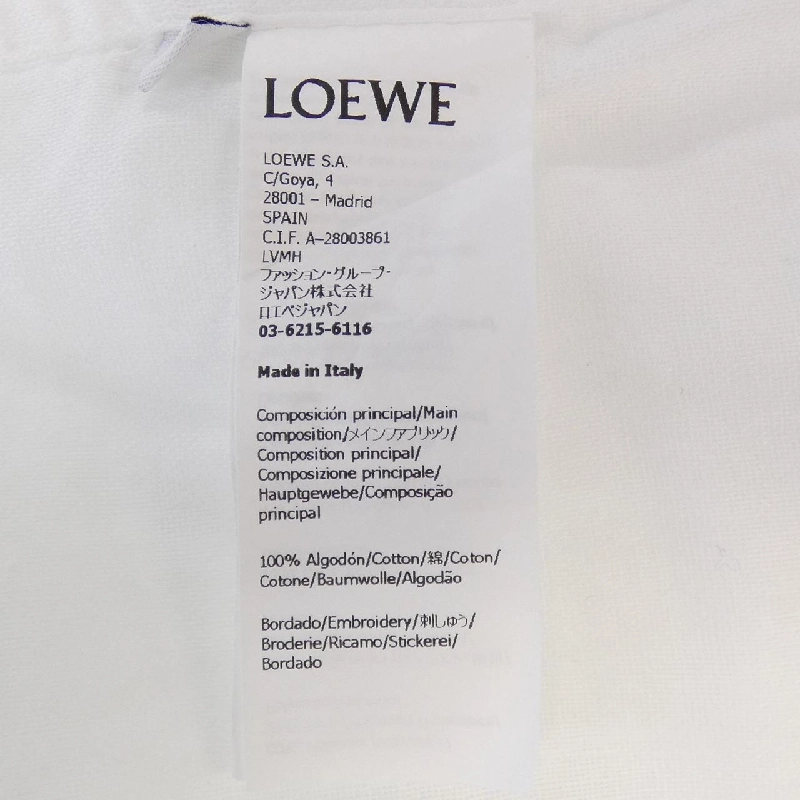 LOEWE
LOEWE S.A.
C/Goya, 4
28001 – Madrid
SPAIN
C.I.F. A–28003861
LVMH
ファッション・グループ・
ジャパン株式会社
ロエベジャパン
03-6215-6116
Made in Italy
Composición principal/Main
composition/メインファブリック/
Composition principal/
Composizione principale/
Hauptgewebe/Composição
principal
100% Algodón/Cotton/綿/Coton/
Cotone/Baumwolle/Algodão
Bordado/Embroidery/刺しゅう/
Broderie/Ricamo/Stickerei/
Bordado